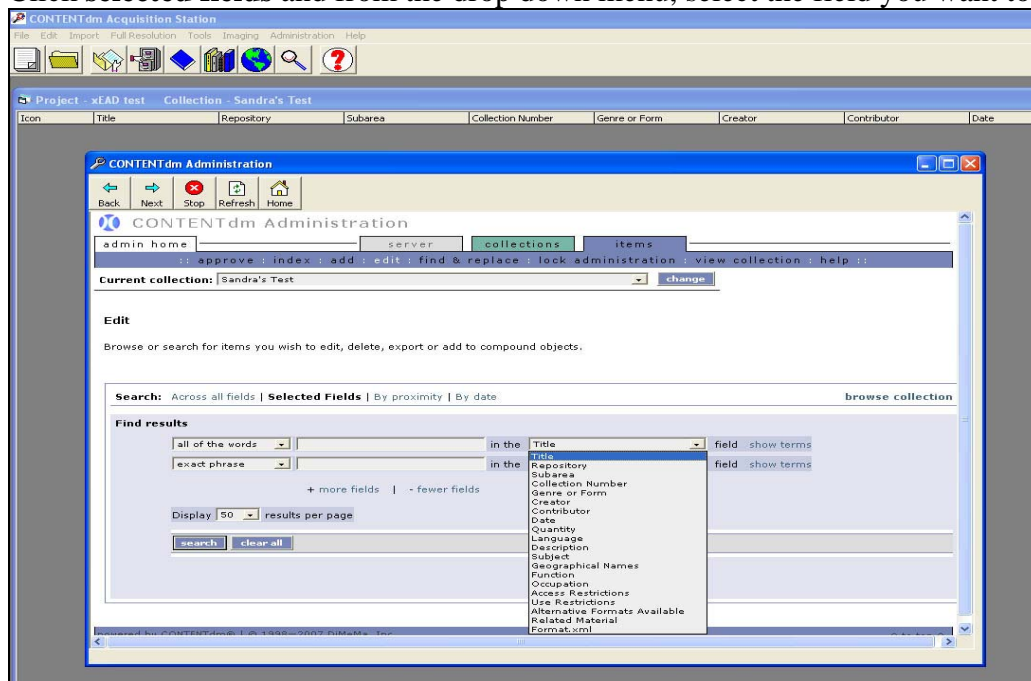 Click selected fields and from the drop down menu, select the field you want to
CONTENTdm Acquisition Station
File Edit Import Full Resolution Tools Imaging Administration Help
Project - xEAD test Collection - Sandra's Test
Icon Title Repository Subarea Collection Number Genre or Form Creator Contributor Date
CONTENTdm Administration
Back Next Stop Refresh Home
CONTENTdm Administration
admin home server collections items
:: approve : index : add : edit : find & replace : lock administration : view collection : help ::
Current collection: Sandra's Test change
Edit
Browse or search for items you wish to edit, delete, export or add to compound objects.
Search: Across all fields | Selected Fields | By proximity | By date browse collection
Find results
all of the words in the Title field show terms
exact phrase in the field show terms
Title
Repository
Subarea
Collection Number
Genre or Form
Creator
Contributor
Date
Quantity
Language
Description
Subject
Geographical Names
Function
Occupation
Access Restrictions
Use Restrictions
Alternative Formats Available
Related Material
Format.xml
+ more fields | - fewer fields
Display 50 results per page
search clear all
powered by CONTENTdm® | © 1998-2007 DiMeMa, Inc.